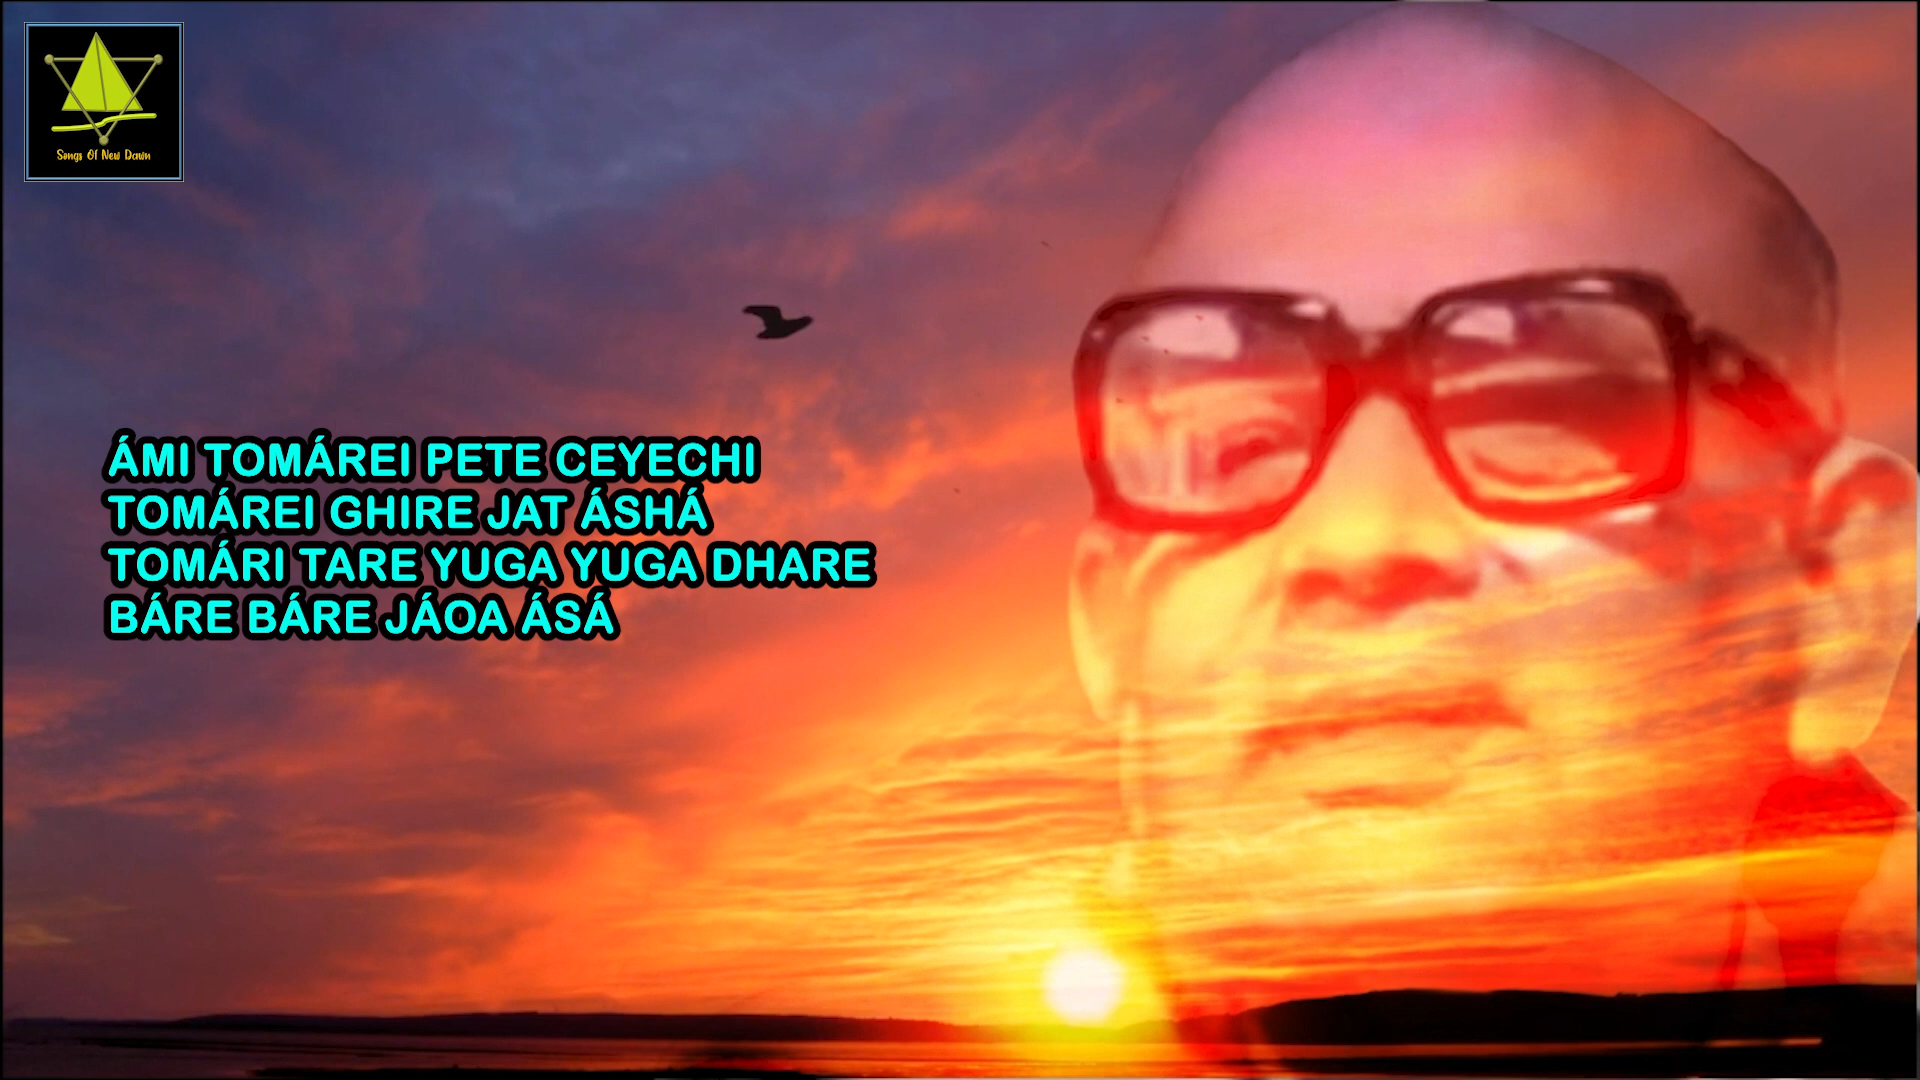 Songs Of New Dawn
ÁMI TOMÁREI PETE CEYECHI
TOMÁREI GHIRE JAT ÁSHÁ
TOMÁRI TARE YUGA YUGA DHARE
BÁRE BÁRE JÁOA ÁSÁ